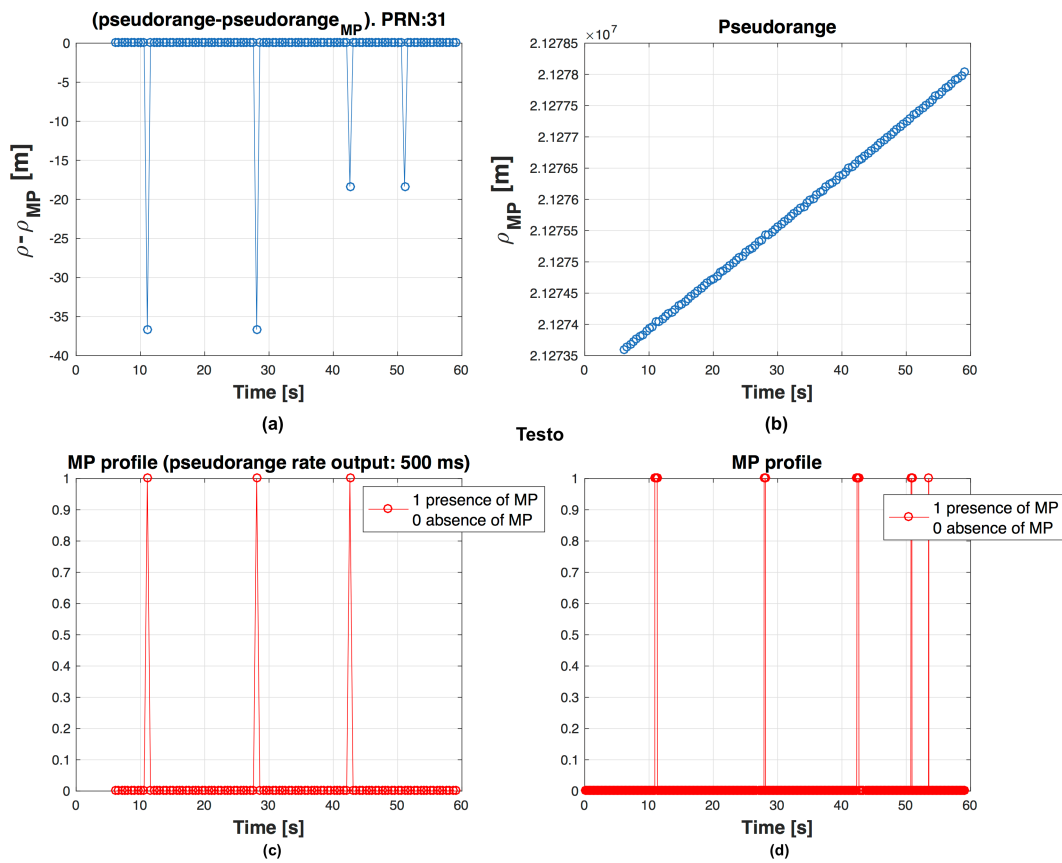 (pseudorange-pseudorange_MP). PRN:31
0
-5
-10
-15
-20
-25
-30
-35
-40
ρ - ρ_MP [m]
0 10 20 30 40 50 60
Time [s]
(a)
Pseudorange
×10⁷
2.12785
2.1278
2.12775
2.1277
2.12765
2.1276
2.12755
2.1275
2.12745
2.1274
2.12735
ρ_MP [m]
0 10 20 30 40 50 60
Time [s]
(b)
Testo
MP profile (pseudorange rate output: 500 ms)
1 presence of MP
0 absence of MP
1
0.9
0.8
0.7
0.6
0.5
0.4
0.3
0.2
0.1
0
0 10 20 30 40 50 60
Time [s]
(c)
MP profile
1 presence of MP
0 absence of MP
1
0.9
0.8
0.7
0.6
0.5
0.4
0.3
0.2
0.1
0
0 10 20 30 40 50 60
Time [s]
(d)